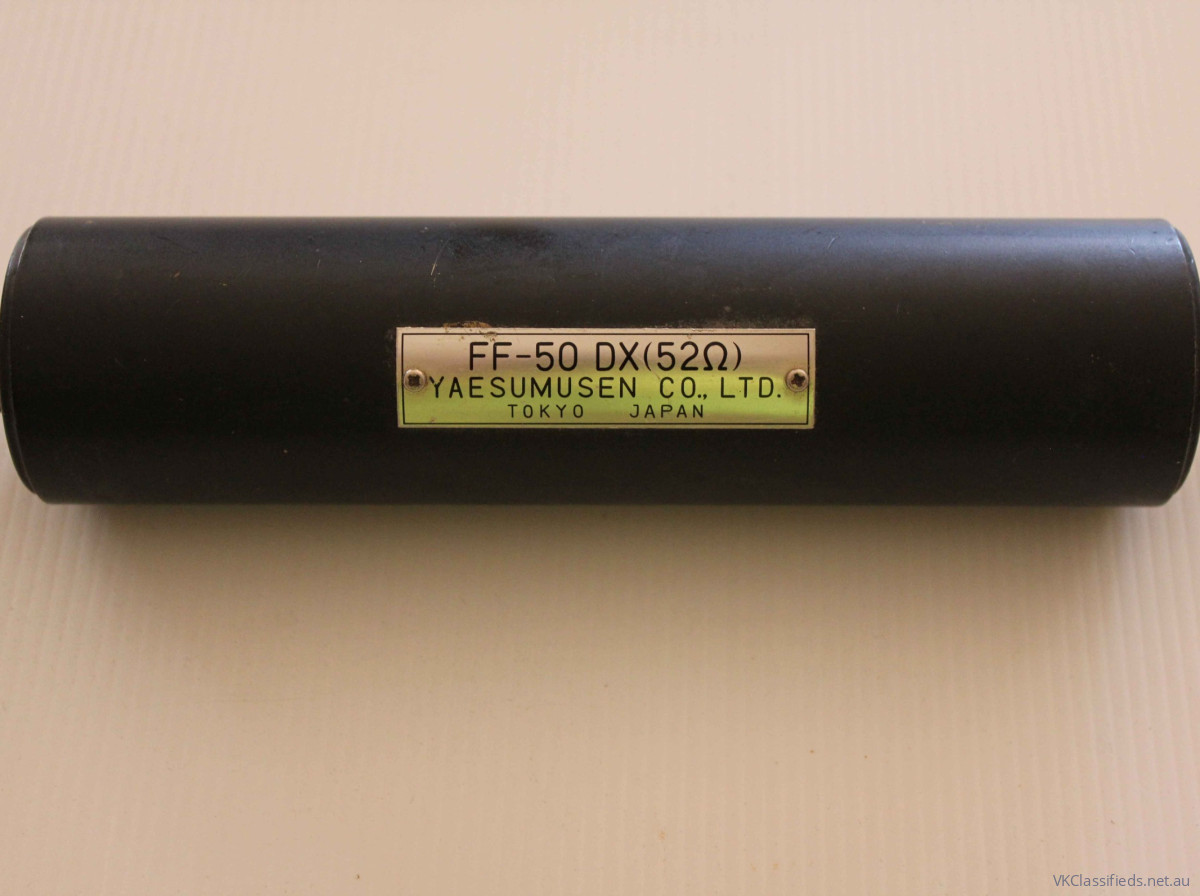 FF-50 DX(52Ω)
YAESUMUSEN CO., LTD.
TOKYO JAPAN
VKClassifieds.net.au